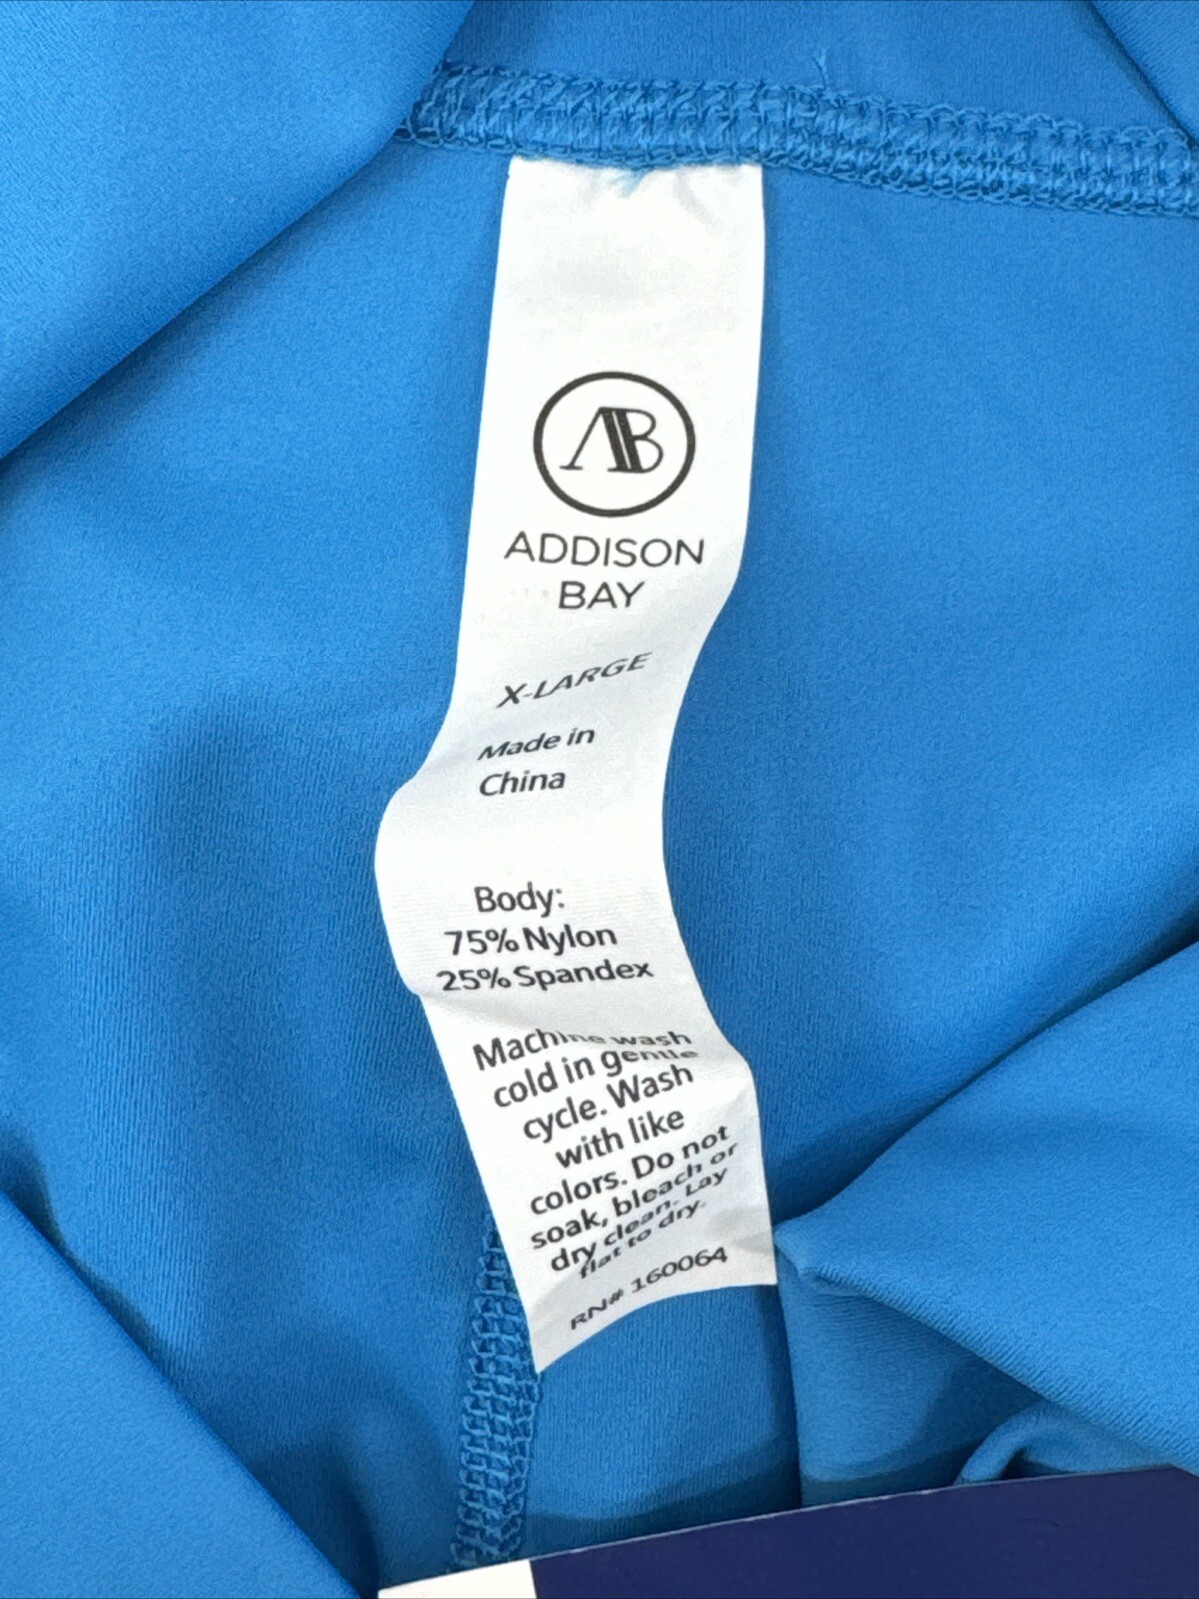 AB
ADDISON
BAY
X-LARGE
Made in
China
Body:
75% Nylon
25% Spandex
Machine wash
cold in gentle
cycle. Wash
with like
colors. Do not
soak, bleach or
dry clean. Lay
flat to dry.
RN# 160064